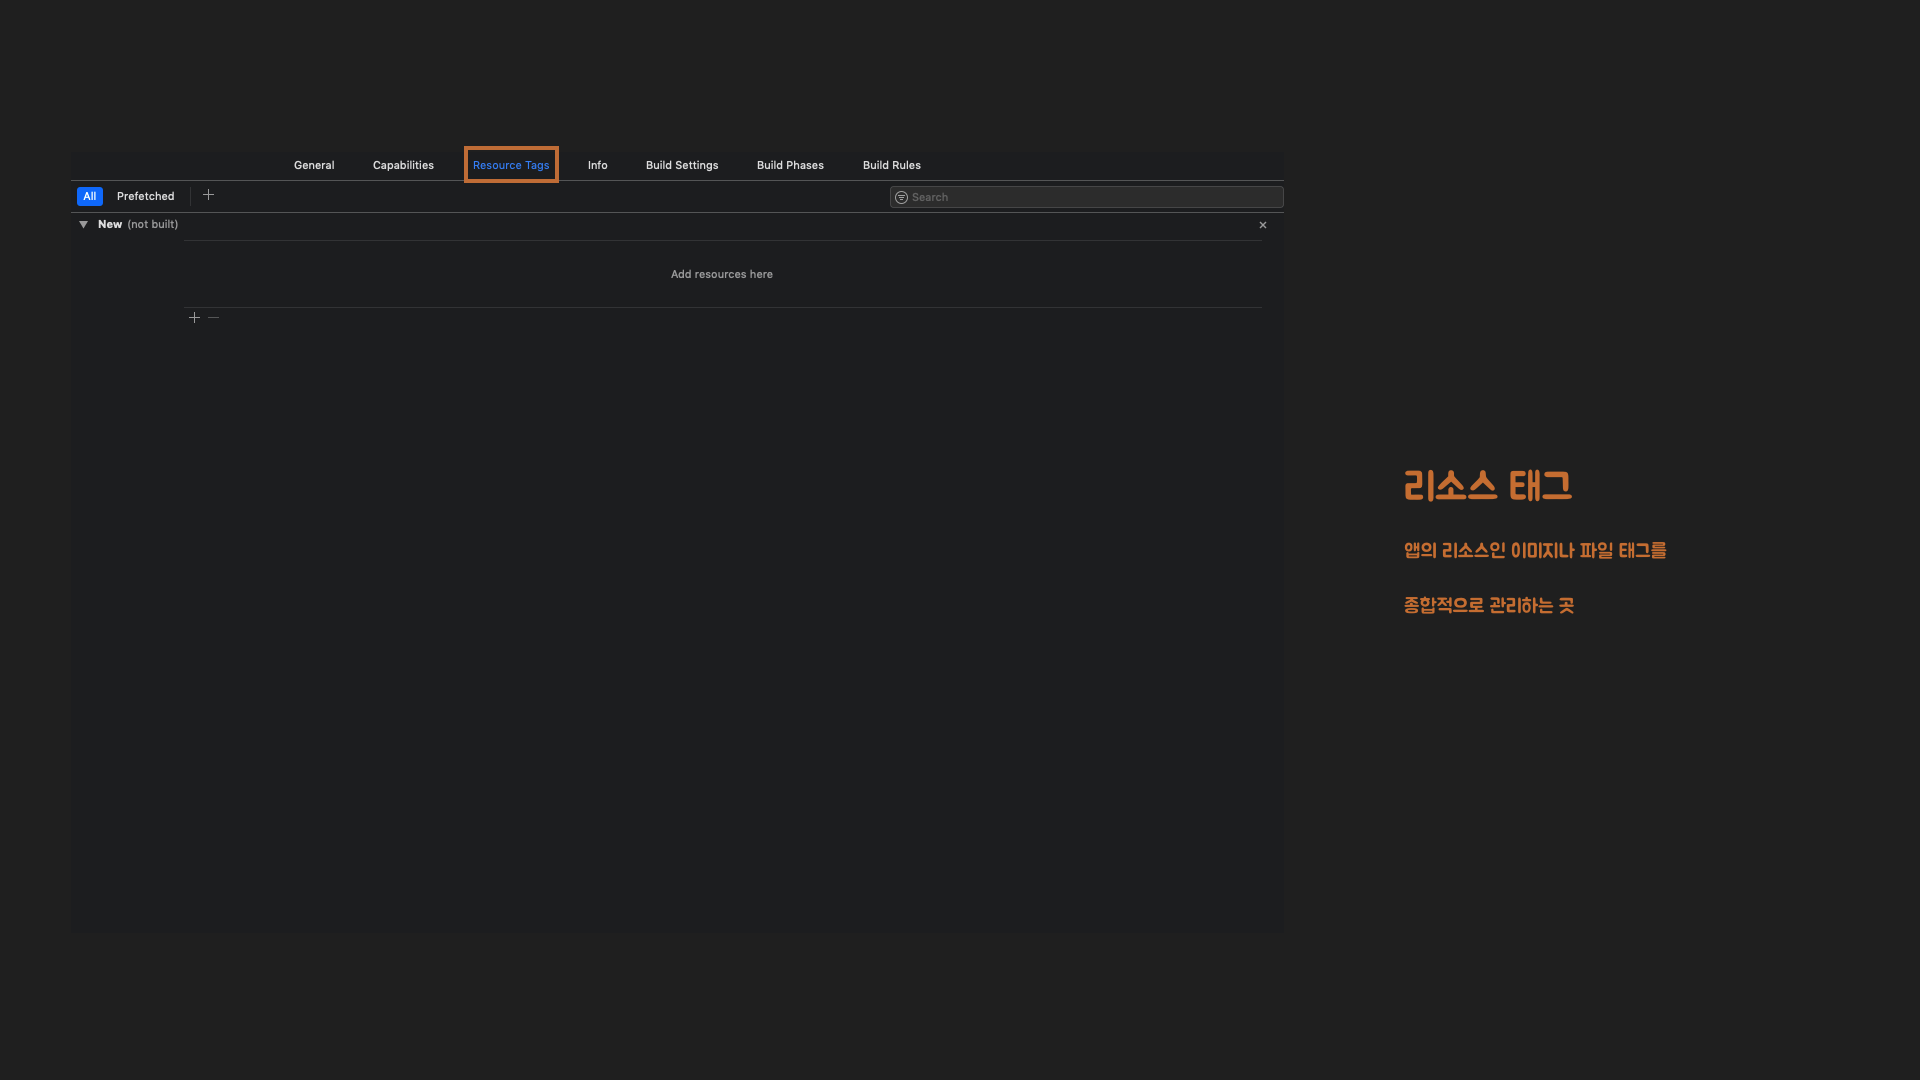 General Capabilities Resource Tags Info Build Settings Build Phases Build Rules
All Prefetched + Search
New (not built)
Add resources here
리소스 태그
앱의 리소스인 이미지나 파일 태그를
종합적으로 관리하는 곳